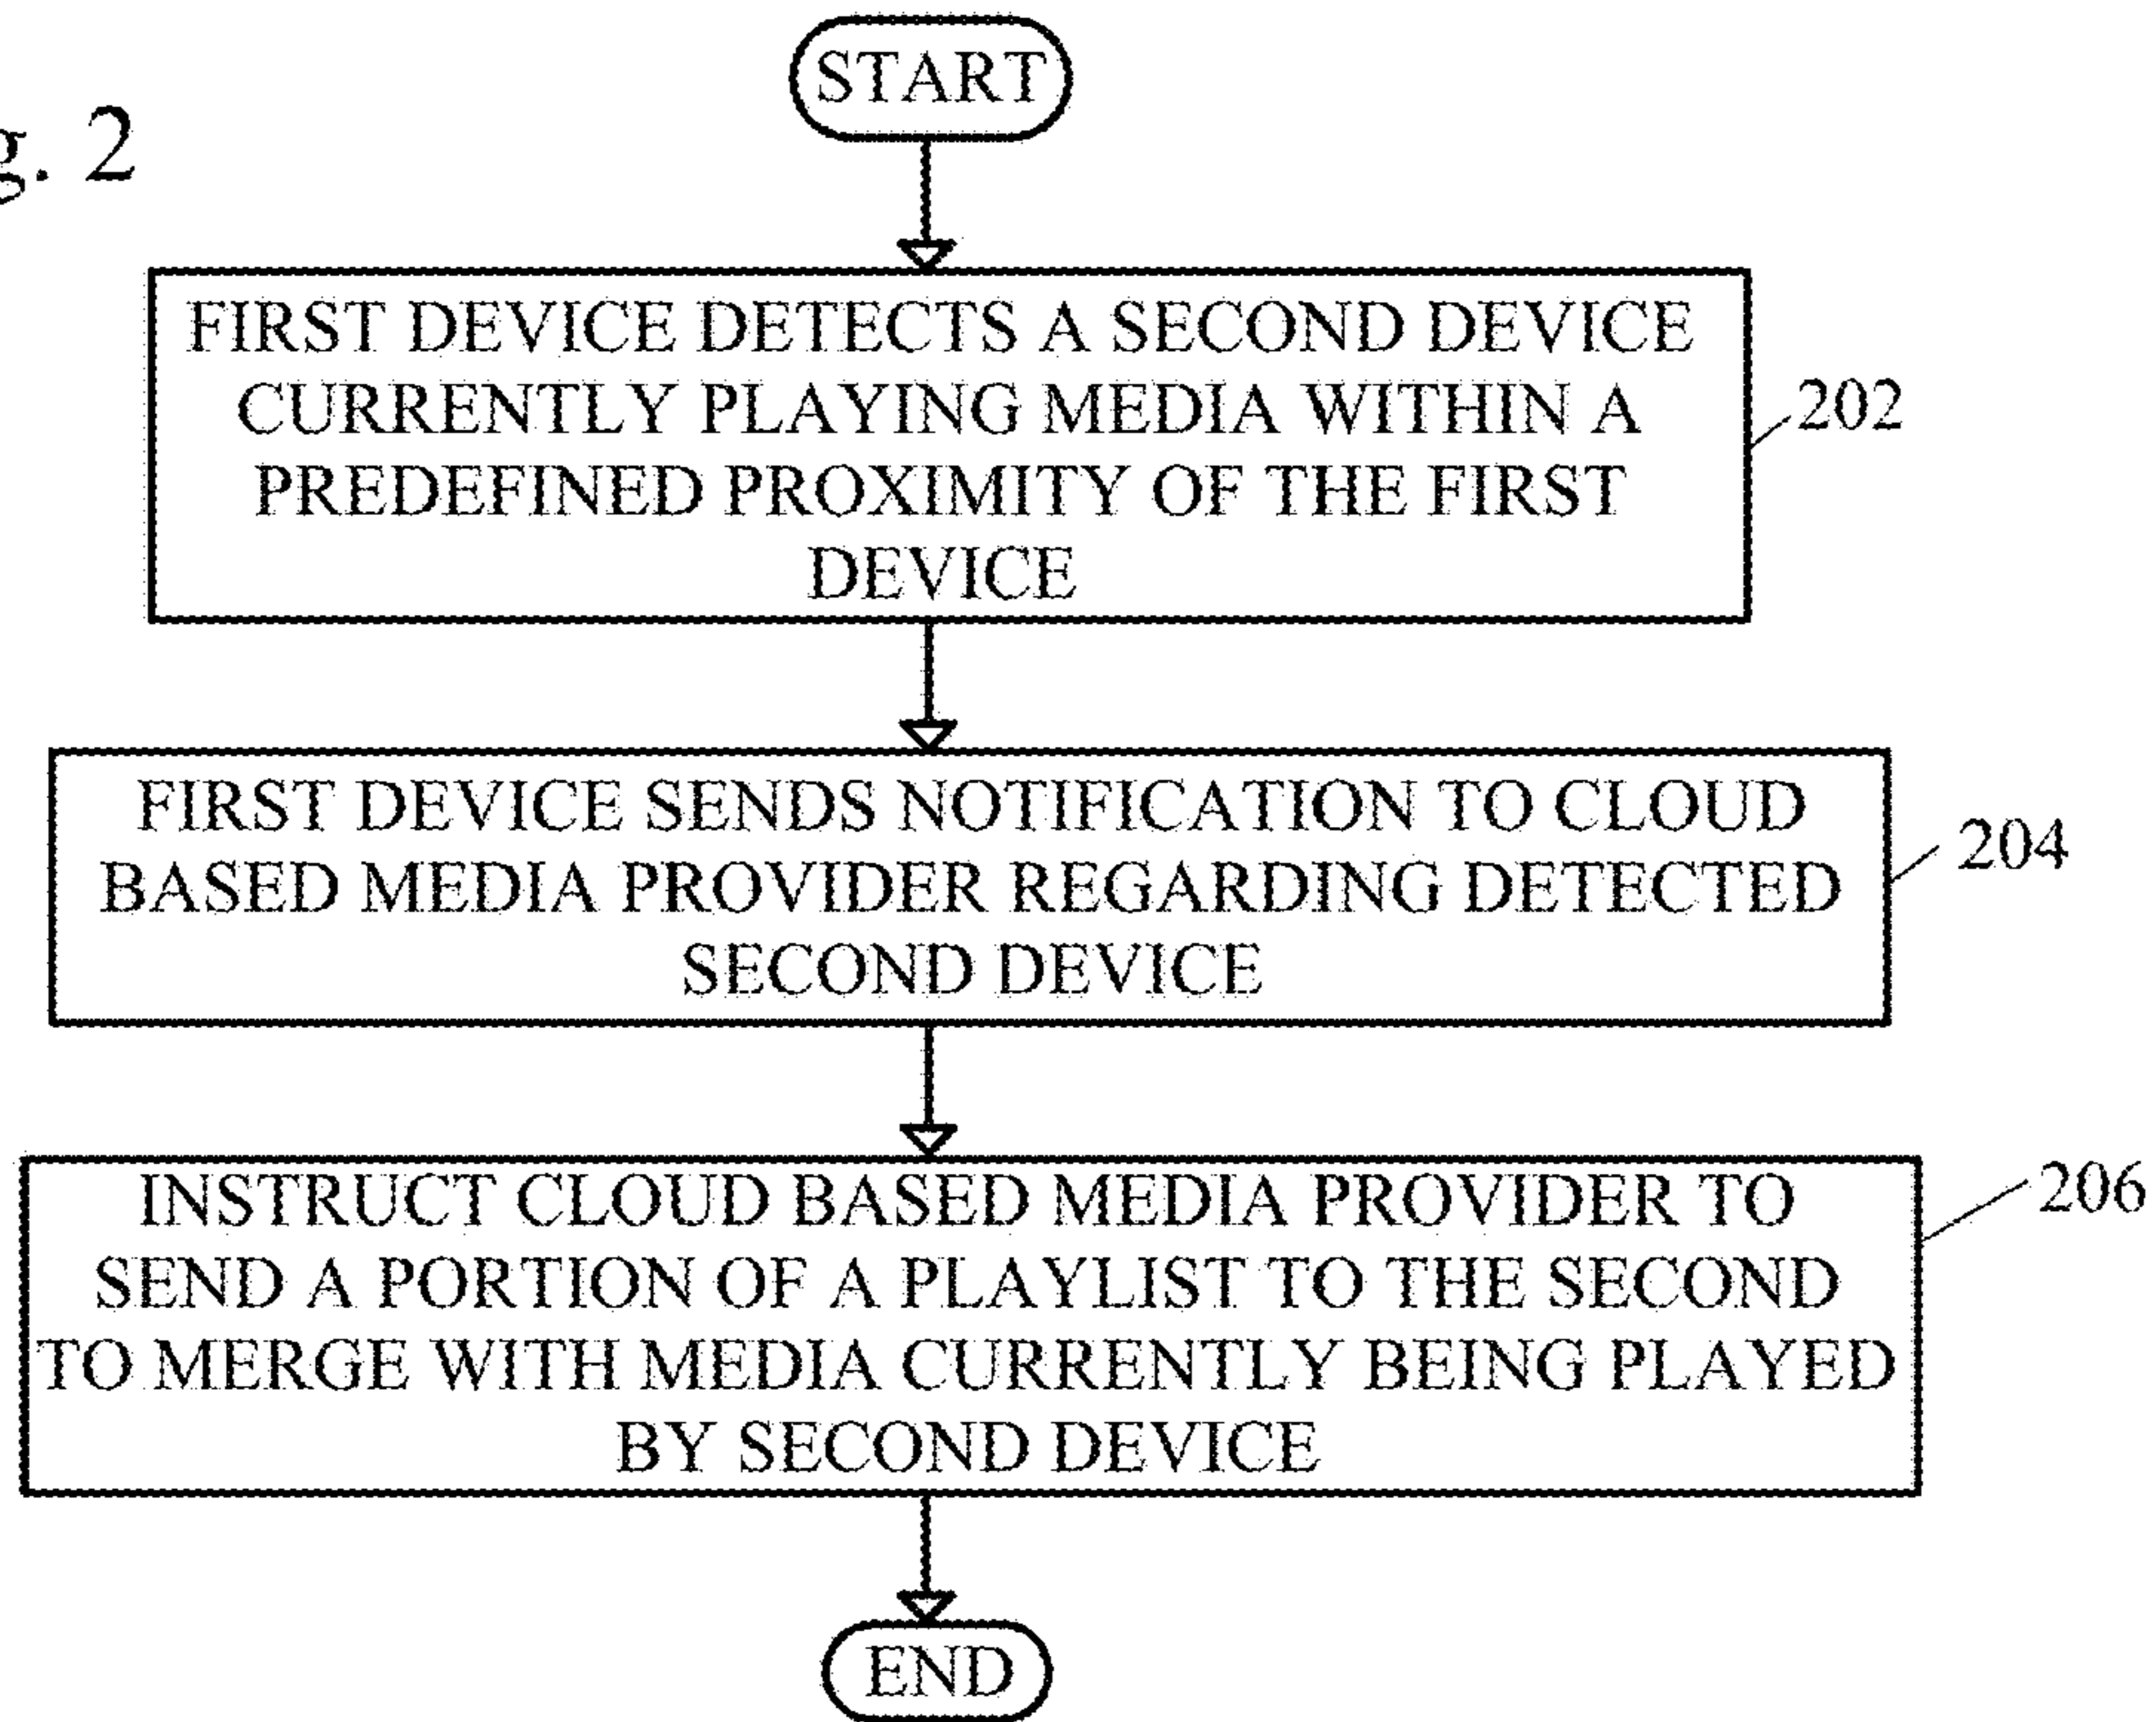 START
g. 2
FIRST DEVICE DETECTS A SECOND DEVICE
CURRENTLY PLAYING MEDIA WITHIN A
PREDEFINED PROXIMITY OF THE FIRST
DEVICE
202
FIRST DEVICE SENDS NOTIFICATION TO CLOUD
BASED MEDIA PROVIDER REGARDING DETECTED
SECOND DEVICE
204
INSTRUCT CLOUD BASED MEDIA PROVIDER TO
SEND A PORTION OF A PLAYLIST TO THE SECOND
TO MERGE WITH MEDIA CURRENTLY BEING PLAYED
BY SECOND DEVICE
206
END